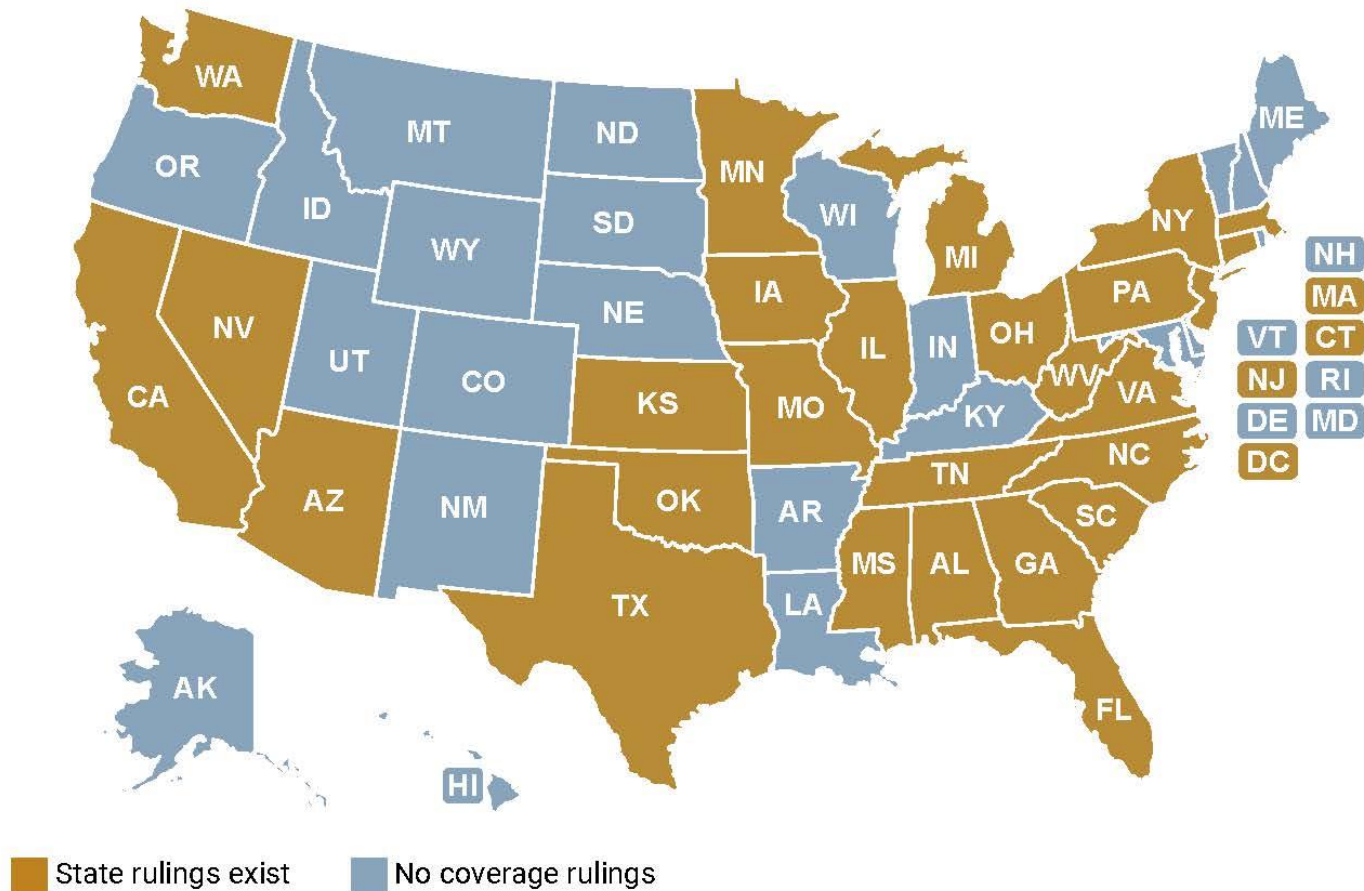 WA
MT
ND
MN
ME
OR
ID
SD
WI
NY
WY
MI
NH
IA
PA
MA
NE
NV
OH
VT
CT
UT
IL
IN
CO
WV
NJ
RI
CA
KS
MO
VA
KY
DE
MD
NC
DC
TN
AZ
OK
NM
AR
SC
MS
AL
GA
TX
LA
AK
FL
HI
State rulings exist
No coverage rulings